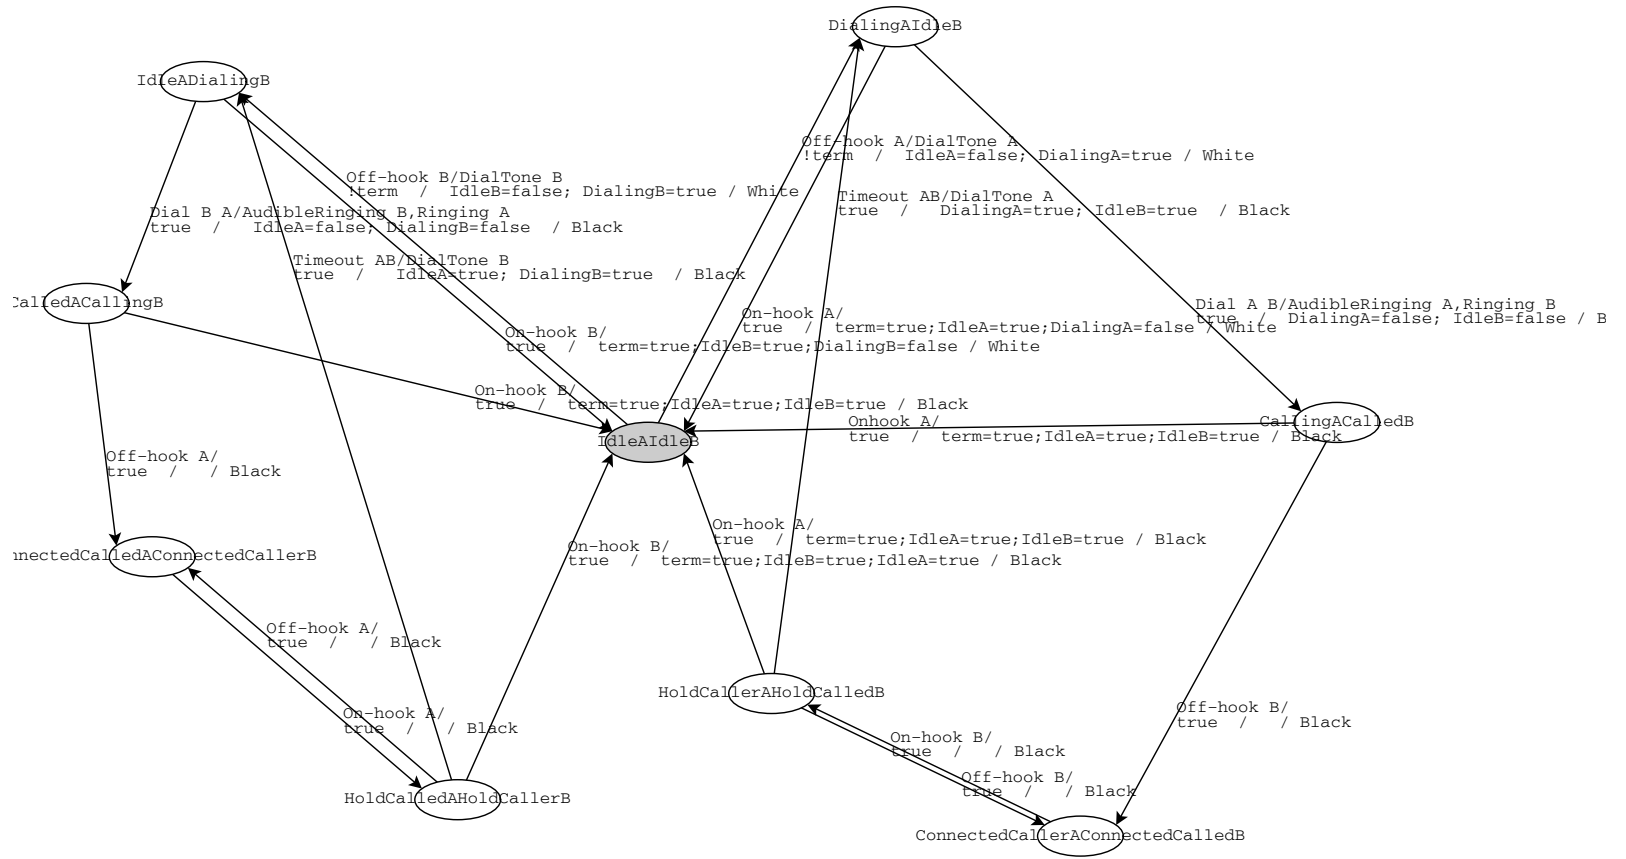 DialingAIdleB
IdleADialingB
Off-hook A/DialTone A
!term / IdleA=false; DialingA=true / White
Off-hook B/DialTone B
!term / IdleB=false; DialingB=true / White
Timeout AB/DialTone A
true / DialingA=true; IdleB=true / Black
Dial B A/AudibleRinging B,Ringing A
true / IdleA=false; DialingB=false / Black
Timeout AB/DialTone B
true / IdleA=true; DialingB=true / Black
CalledACallingB
Dial A B/AudibleRinging A,Ringing B
true / DialingA=false; IdleB=false / B
On-hook A/
true / term=true;IdleA=true;DialingA=false / White
On-hook B/
true / term=true;IdleB=true;DialingB=false / White
On-hook B/
true / term=true;IdleA=true;IdleB=true / Black
Onhook A/
true / term=true;IdleA=true;IdleB=true / Black
CallingACalledB
IdleAIdleB
Off-hook A/
true / / Black
On-hook A/
true / term=true;IdleA=true;IdleB=true / Black
On-hook B/
true / term=true;IdleB=true;IdleA=true / Black
nnectedCalledAConnectedCallerB
Off-hook A/
true / / Black
HoldCallerAHoldCalledB
On-hook A/
true / / Black
Off-hook B/
true / / Black
On-hook B/
true / / Black
Off-hook B/
true / / Black
HoldCalledAHoldCallerB
ConnectedCallerAConnectedCalledB